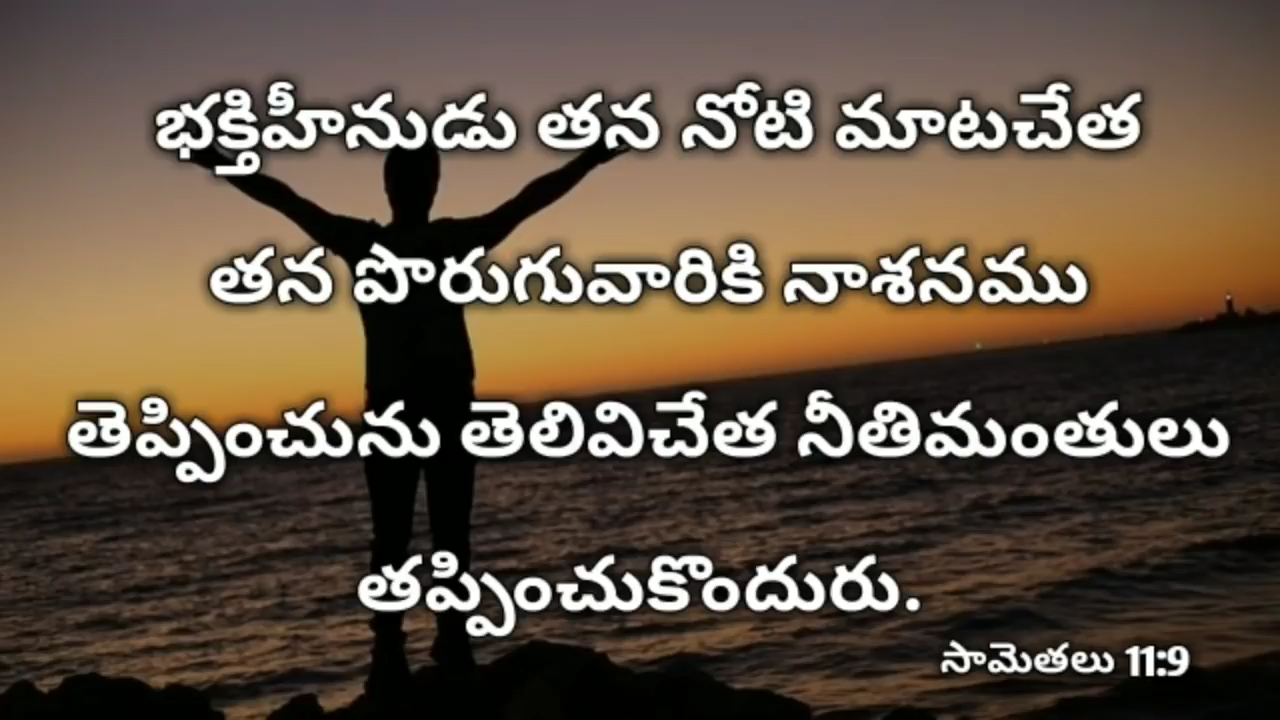 భక్తిహీనుడు తన నోటి మాటచేత
తన పొరుగువారికి నాశనము
తెప్పించును తెలివిచేత నీతిమంతులు
తప్పించుకొందురు.
సామెతలు 11:9